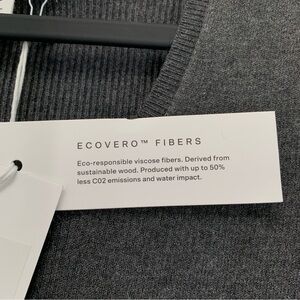 ECOVERO™ FIBERS
Eco-responsible viscose fibers. Derived from
sustainable wood. Produced with up to 50%
less CO2 emissions and water impact.